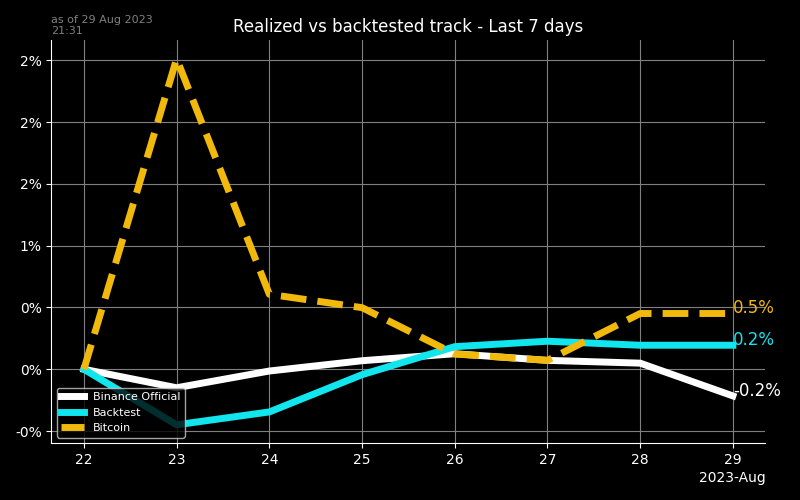 as of 29 Aug 2023
21:31
Realized vs backtested track - Last 7 days
2%
2%
2%
1%
0%
0%
-0%
0.5%
0.2%
-0.2%
Binance Official
Backtest
Bitcoin
22 23 24 25 26 27 28 29
2023-Aug